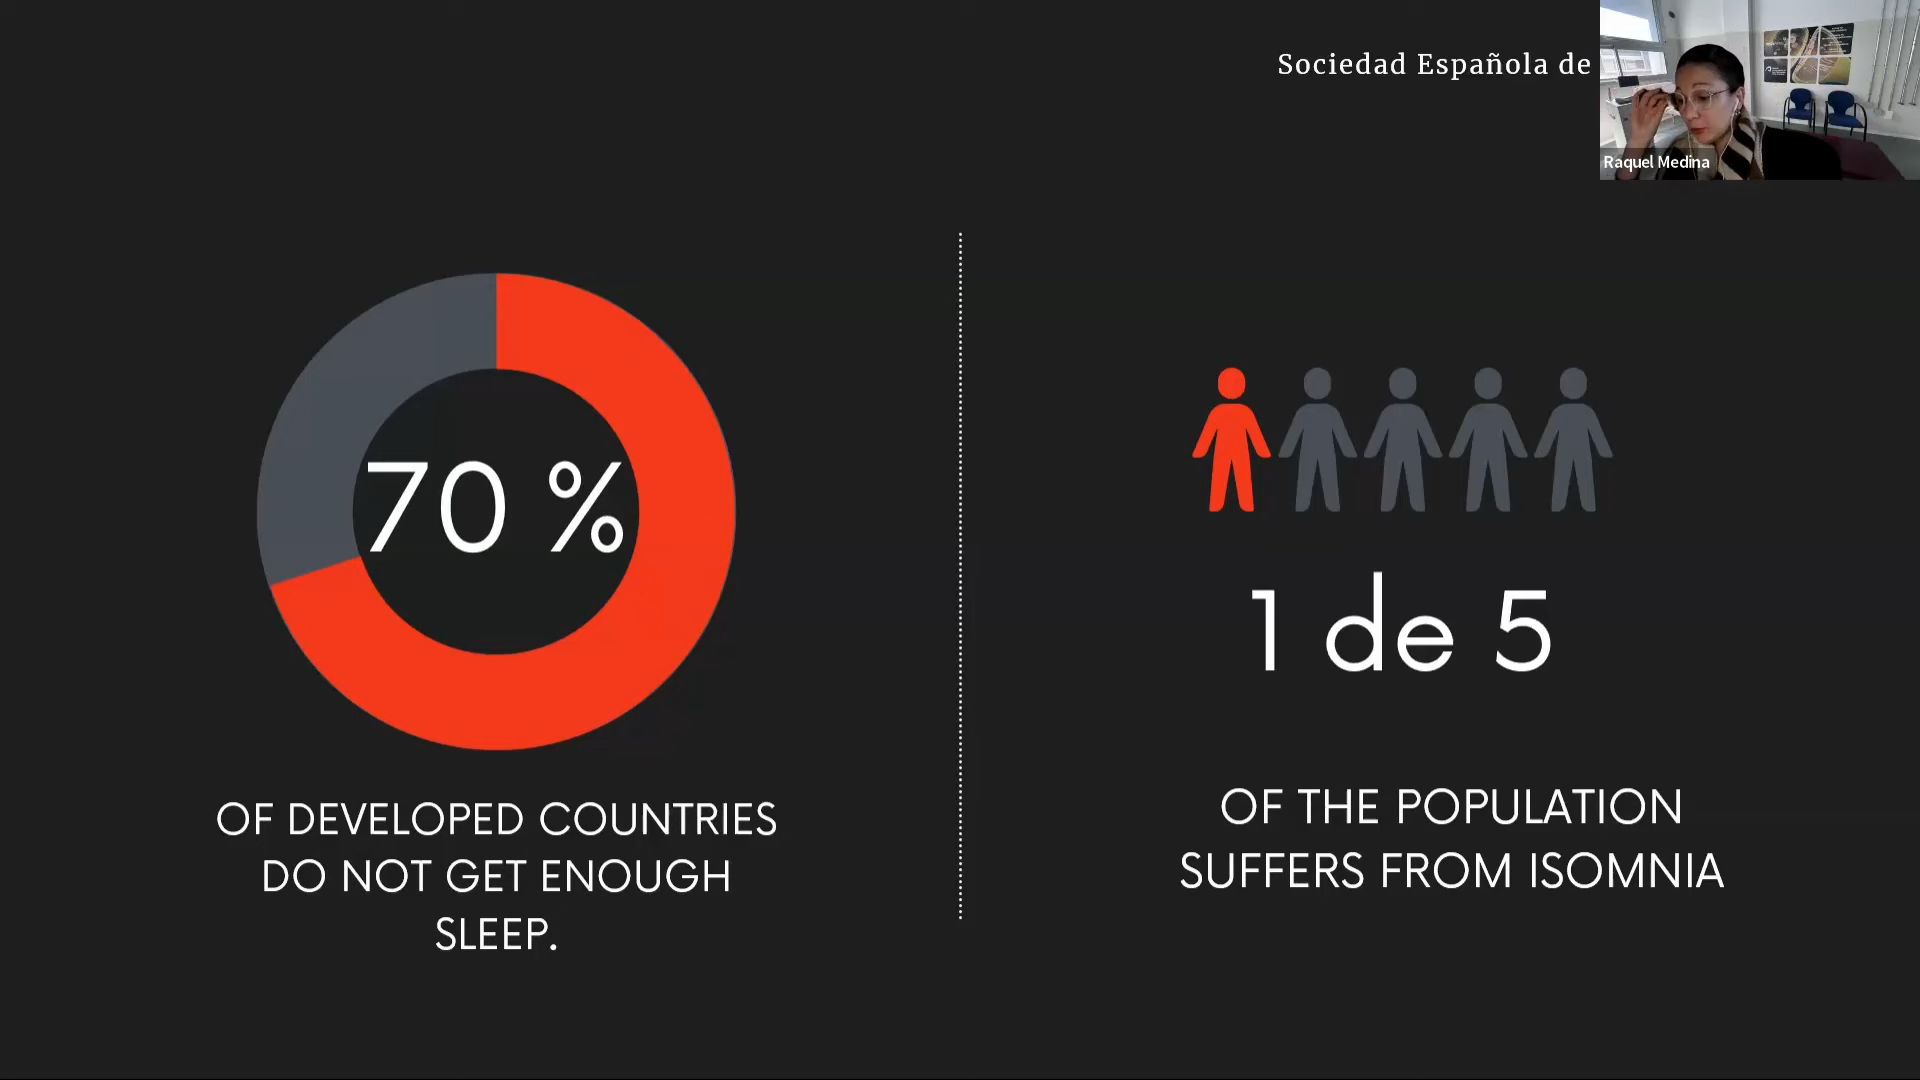 Sociedad Española de
Raquel Medina
70 %
OF DEVELOPED COUNTRIES
DO NOT GET ENOUGH
SLEEP.
1 de 5
OF THE POPULATION
SUFFERS FROM ISOMNIA